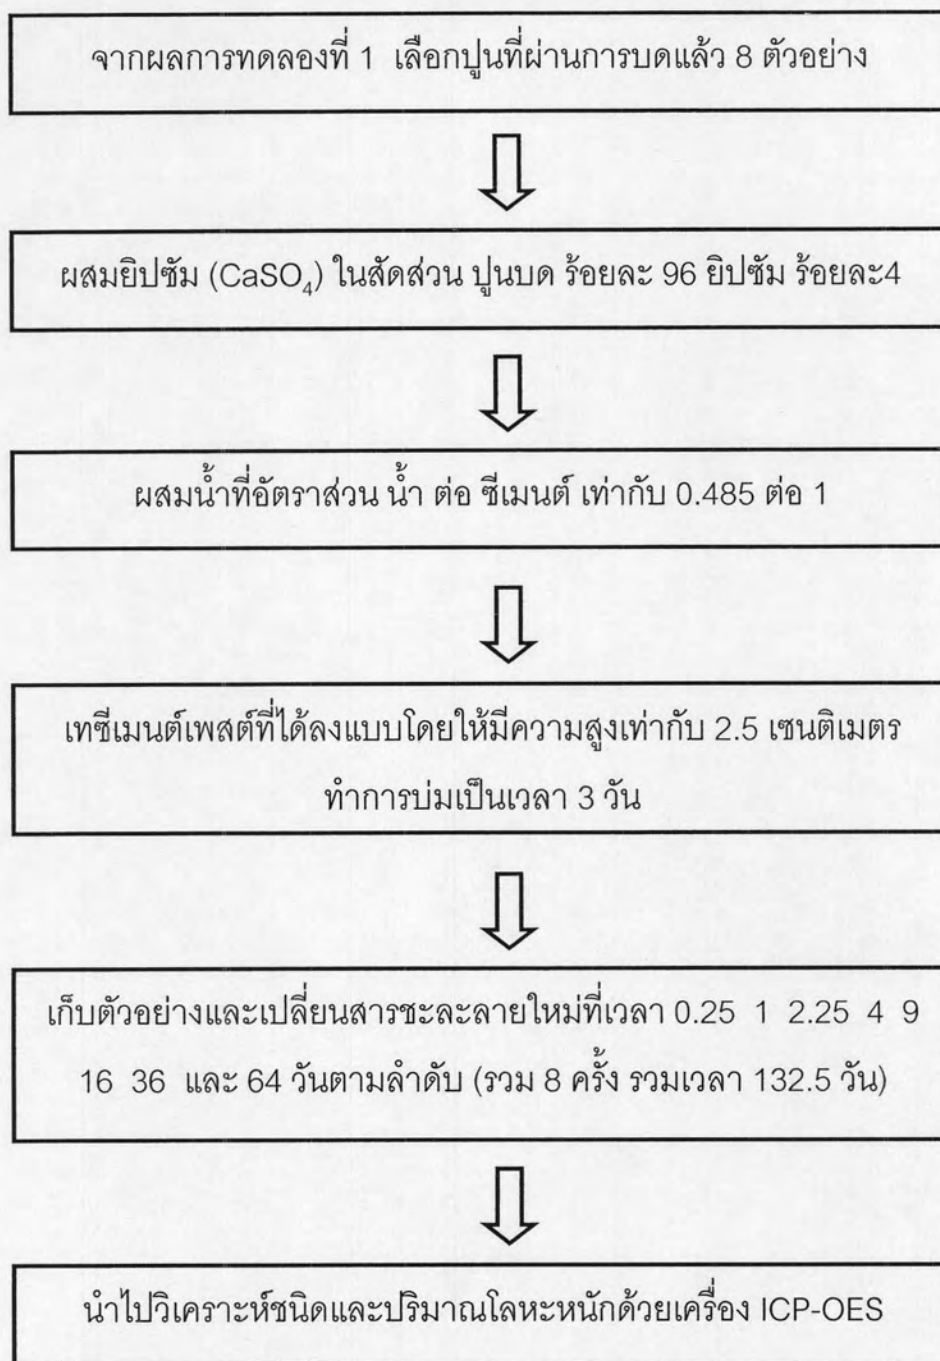 จากผลการทดลองที่ 1 เลือกปูนที่ผ่านการบดแล้ว 8 ตัวอย่าง
ผสมยิปซัม (CaSO₄) ในสัดส่วน ปูนบด ร้อยละ 96 ยิปซัม ร้อยละ4
ผสมน้ำที่อัตราส่วน น้ำ ต่อ ซีเมนต์ เท่ากับ 0.485 ต่อ 1
เทซีเมนต์เพสต์ที่ได้ลงแบบโดยให้มีความสูงเท่ากับ 2.5 เซนติเมตร
ทำการบ่มเป็นเวลา 3 วัน
เก็บตัวอย่างและเปลี่ยนสารชะละลายใหม่ที่เวลา 0.25 1 2.25 4 9
16 36 และ 64 วันตามลำดับ (รวม 8 ครั้ง รวมเวลา 132.5 วัน)
นำไปวิเคราะห์ชนิดและปริมาณโลหะหนักด้วยเครื่อง ICP-OES